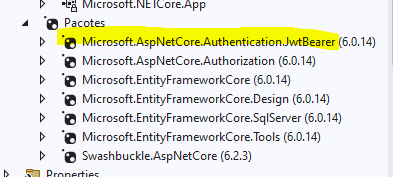 Microsoft.NETCore.App
Pacotes
Microsoft.AspNetCore.Authentication.JwtBearer (6.0.14)
Microsoft.AspNetCore.Authorization (6.0.14)
Microsoft.EntityFrameworkCore (6.0.14)
Microsoft.EntityFrameworkCore.Design (6.0.14)
Microsoft.EntityFrameworkCore.SqlServer (6.0.14)
Microsoft.EntityFrameworkCore.Tools (6.0.14)
Swashbuckle.AspNetCore (6.2.3)
Properties